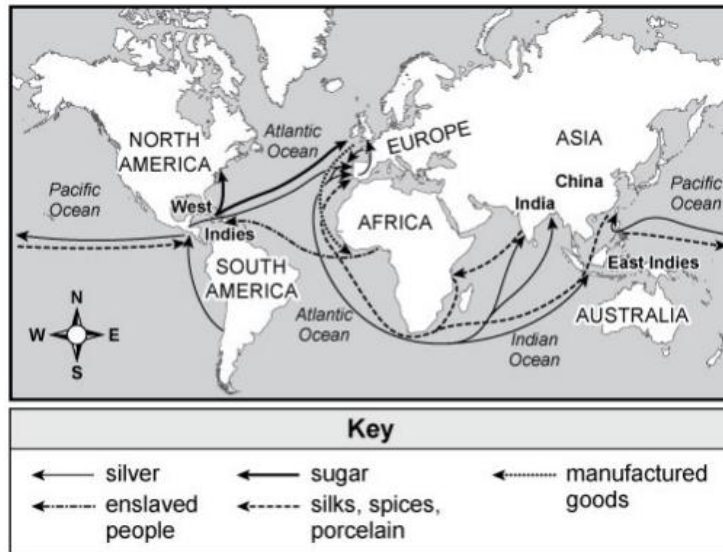 NORTH
AMERICA
Atlantic
Ocean
EUROPE
ASIA
Pacific
Ocean
West
Indies
China
Pacific
Ocean
India
AFRICA
SOUTH
AMERICA
East Indies
Atlantic
Ocean
AUSTRALIA
Indian
Ocean
N
W E
S
Key
silver
sugar
manufactured
goods
enslaved
people
silks, spices,
porcelain